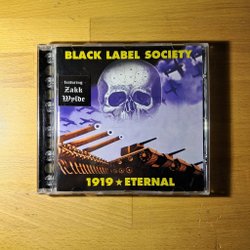 BLACK LABEL SOCIETY
featuring
Zakk
Wylde
1919 ★ ETERNAL